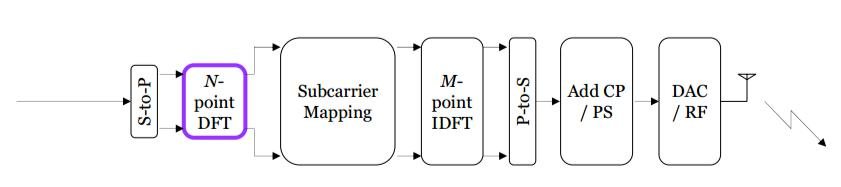 S-to-P
N-
point
DFT
Subcarrier
Mapping
M-
point
IDFT
P-to-S
Add CP
/ PS
DAC
/ RF